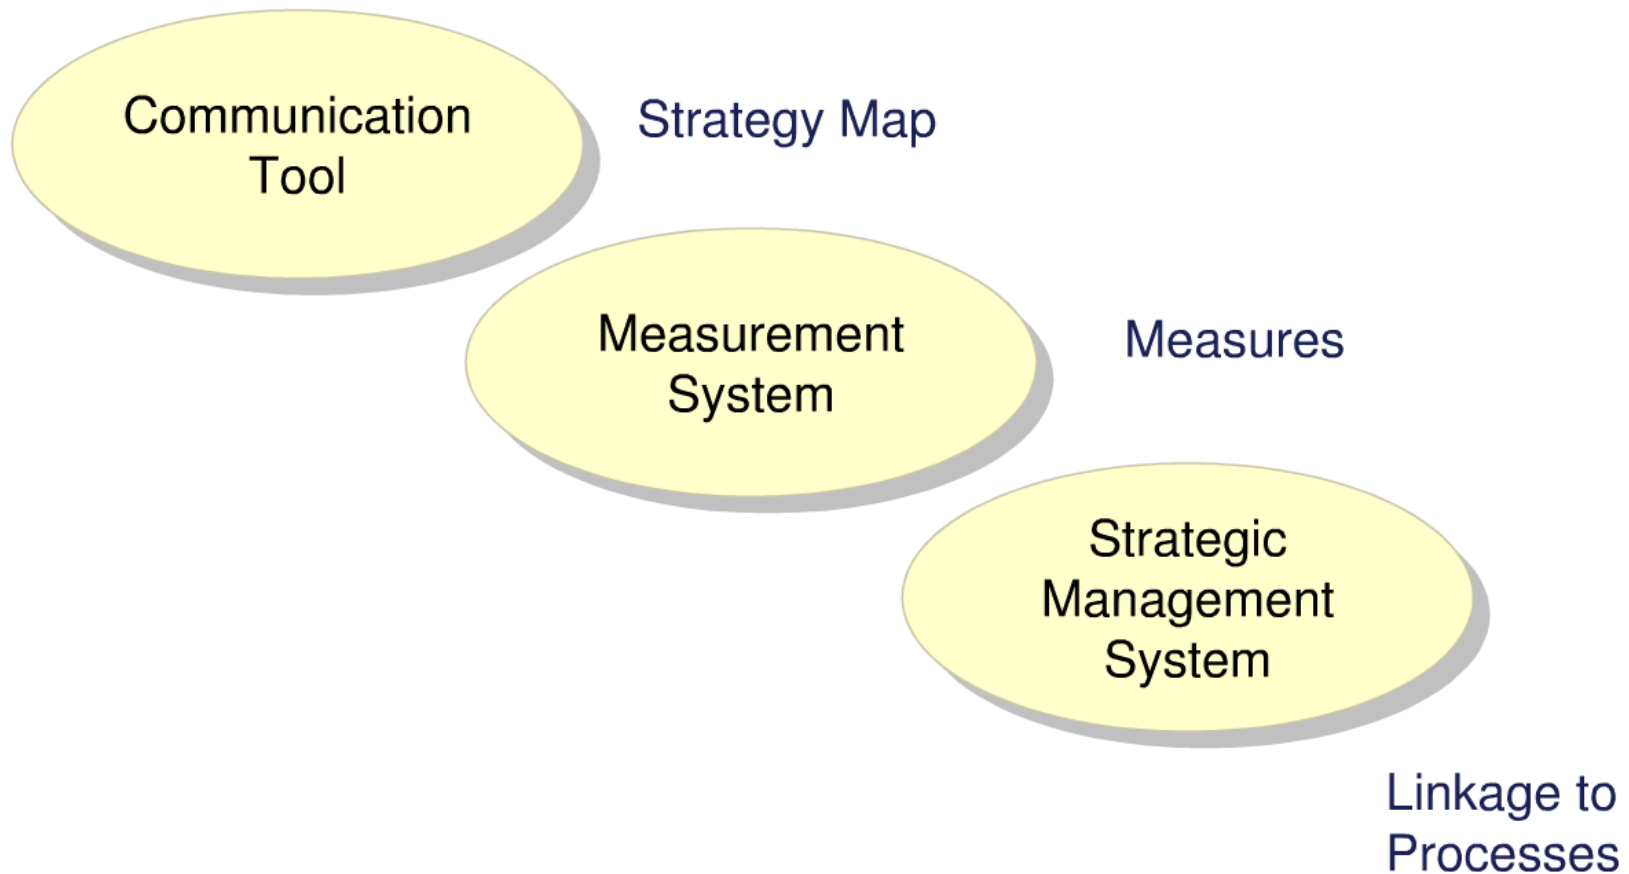 Communication
Tool
Strategy Map
Measurement
System
Measures
Strategic
Management
System
Linkage to
Processes